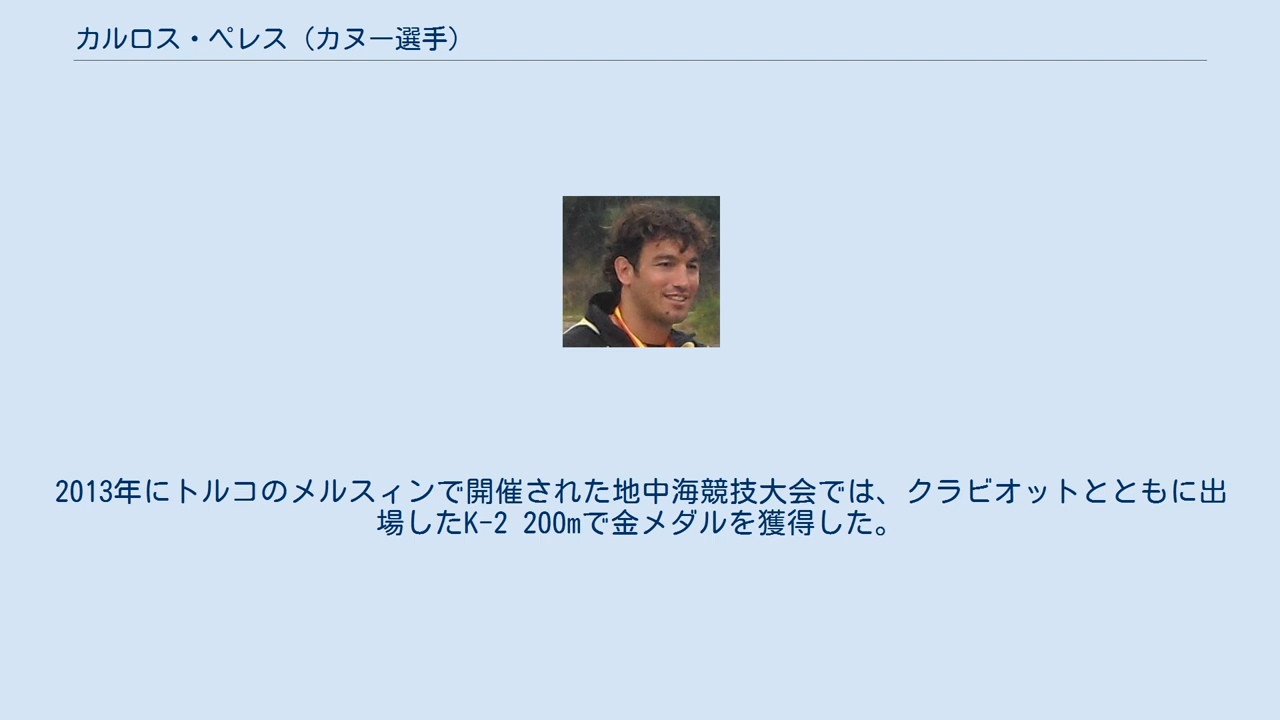 カルロス・ペレス（カヌー選手）
2013年にトルコのメルスィンで開催された地中海競技大会では、クラビオットとともに出
場したK-2 200mで金メダルを獲得した。